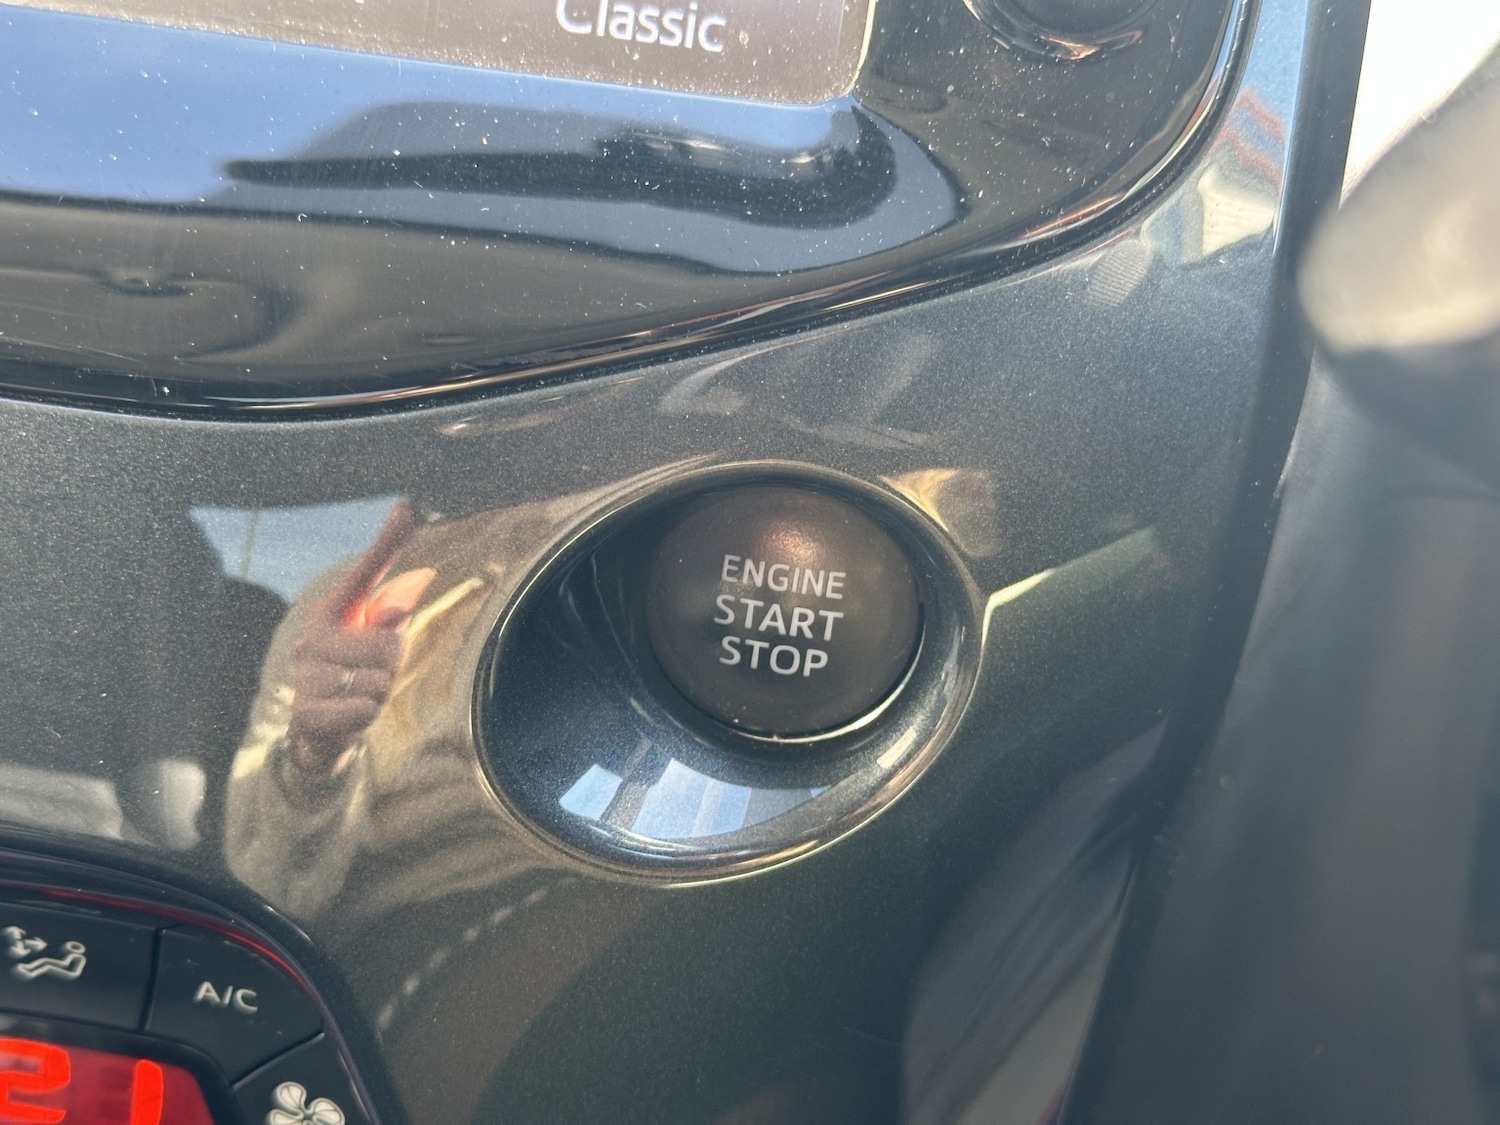 Classic
ENGINE
START
STOP
A/C
21